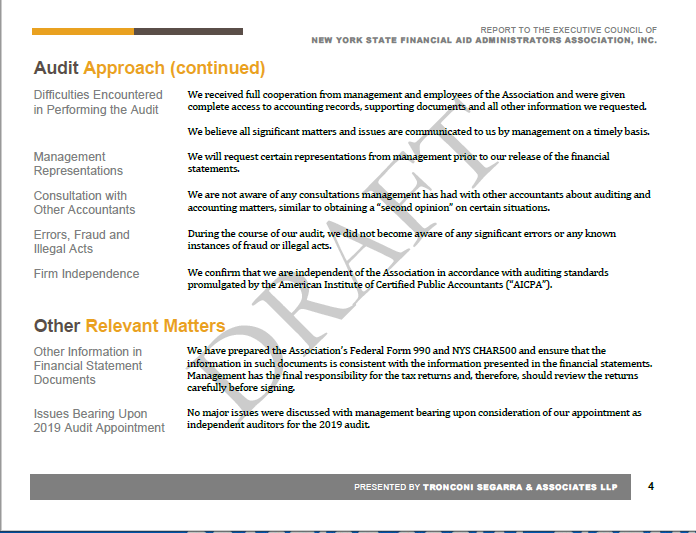 REPORT TO THE EXECUTIVE COUNCIL OF
NEW YORK STATE FINANCIAL AID ADMINISTRATORS ASSOCIATION, INC.
Audit Approach (continued)
Difficulties Encountered
in Performing the Audit
We received full cooperation from management and employees of the Association and were given
complete access to accounting records, supporting documents and all other information we requested.
We believe all significant matters and issues are communicated to us by management on a timely basis.
Management
Representations
We will request certain representations from management prior to our release of the financial
statements.
Consultation with
Other Accountants
We are not aware of any consultations management has had with other accountants about auditing and
accounting matters, similar to obtaining a “second opinion” on certain situations.
Errors, Fraud and
Illegal Acts
During the course of our audit, we did not become aware of any significant errors or any known
instances of fraud or illegal acts.
Firm Independence
We confirm that we are independent of the Association in accordance with auditing standards
promulgated by the American Institute of Certified Public Accountants (“AICPA”).
DRAFT
Other Relevant Matters
Other Information in
Financial Statement
Documents
We have prepared the Association’s Federal Form 990 and NYS CHAR500 and ensure that the
information in such documents is consistent with the information presented in the financial statements.
Management has the final responsibility for the tax returns and, therefore, should review the returns
carefully before signing.
Issues Bearing Upon
2019 Audit Appointment
No major issues were discussed with management bearing upon consideration of our appointment as
independent auditors for the 2019 audit.
PRESENTED BY TRONCONI SEGARRA & ASSOCIATES LLP
4